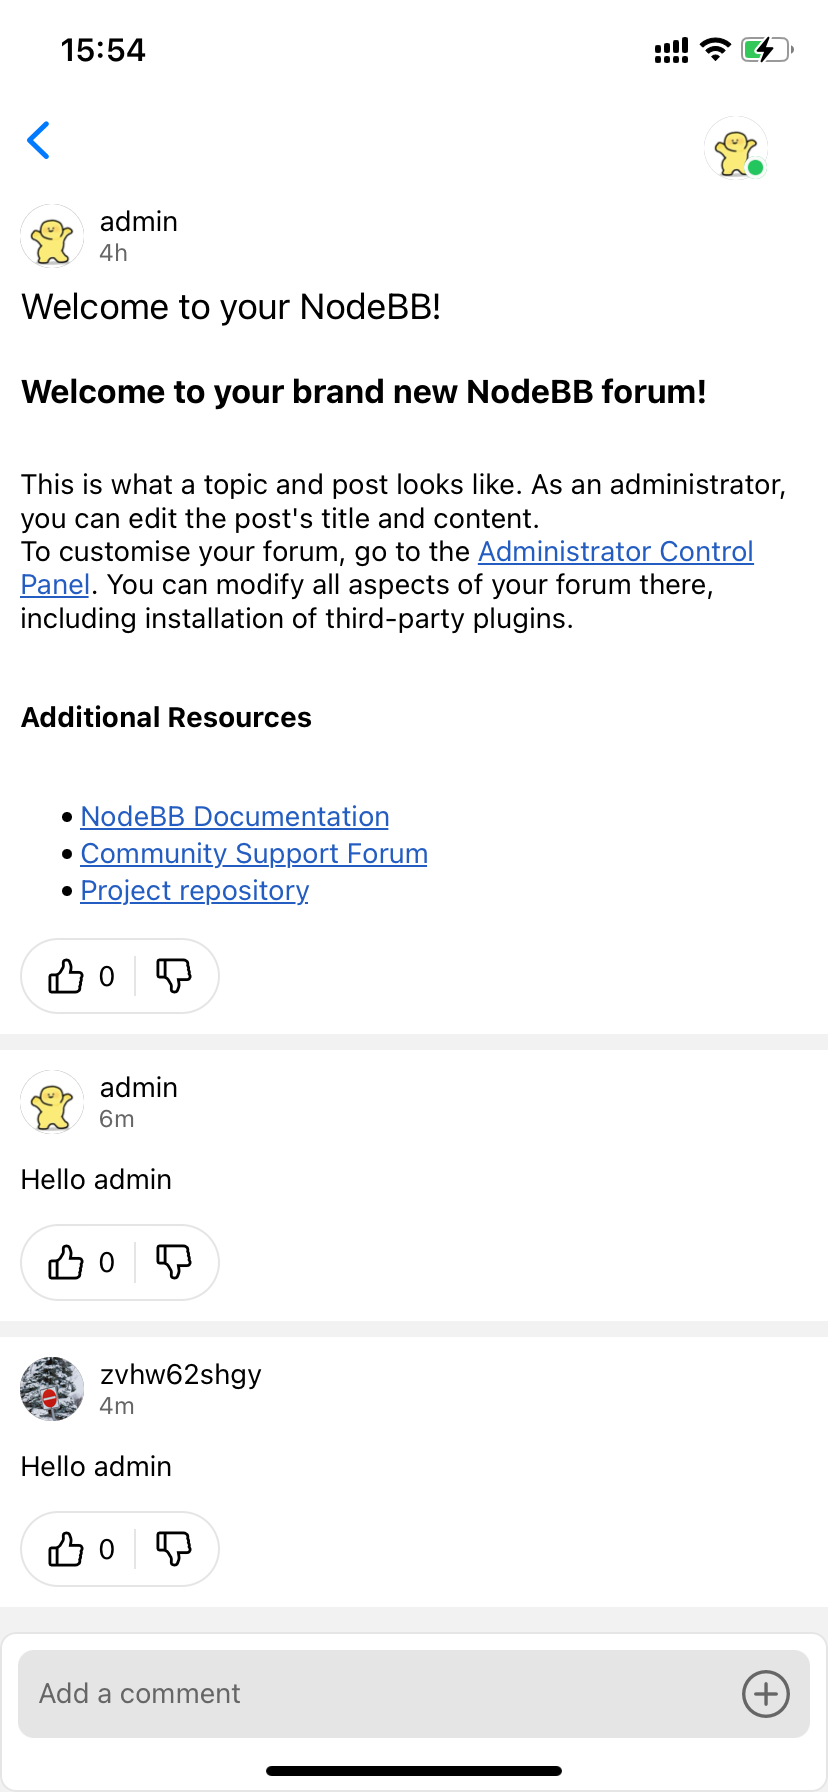 15:54
admin
4h
Welcome to your NodeBB!
Welcome to your brand new NodeBB forum!
This is what a topic and post looks like. As an administrator,
you can edit the post's title and content.
To customise your forum, go to the Administrator Control
Panel. You can modify all aspects of your forum there,
including installation of third-party plugins.
Additional Resources
• NodeBB Documentation
• Community Support Forum
• Project repository
0
admin
6m
Hello admin
0
zvhw62shgy
4m
Hello admin
0
Add a comment